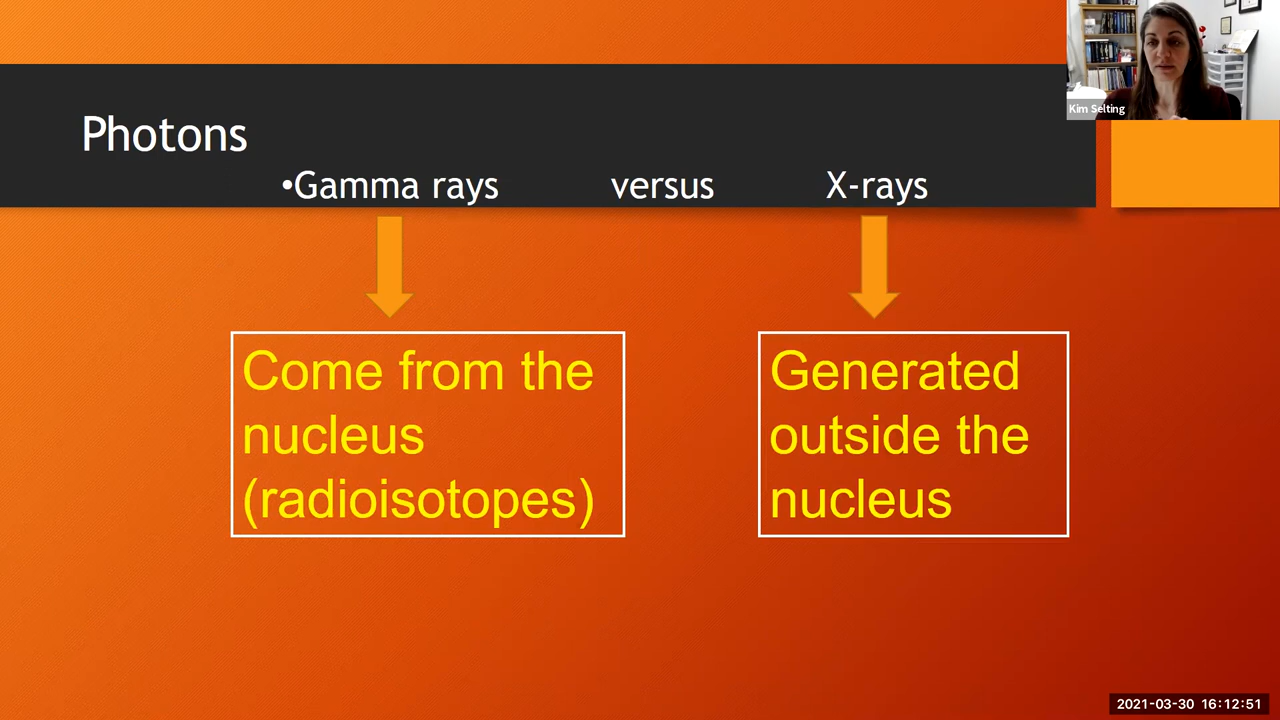 Kim Selting
Photons
•Gamma rays versus X-rays
Come from the
nucleus
(radioisotopes)
Generated
outside the
nucleus
2021-03-30 16:12:51